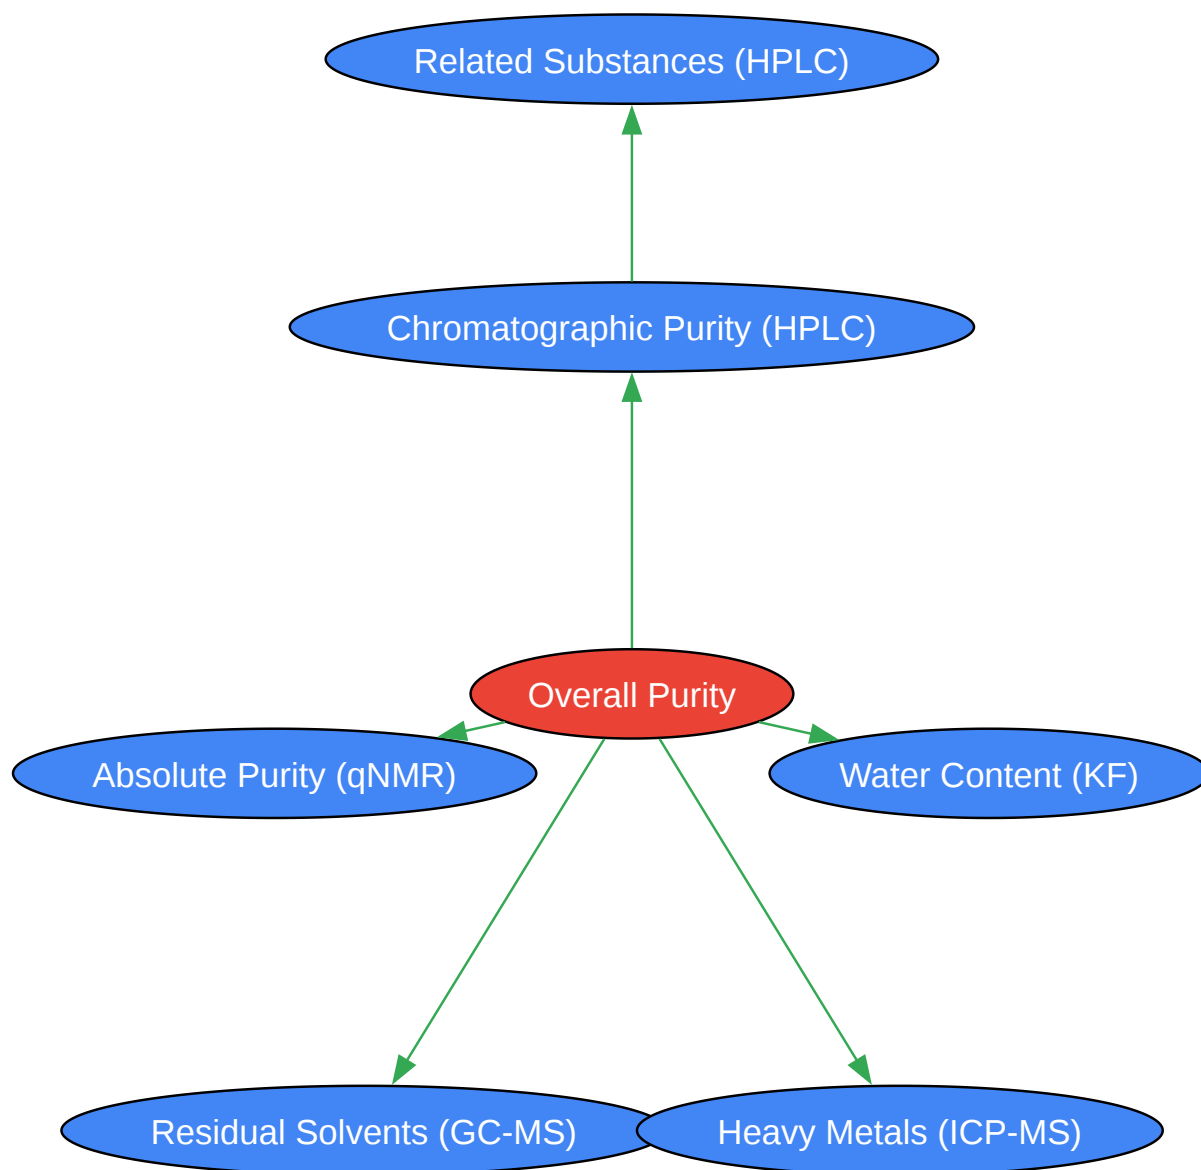 Related Substances (HPLC)
Chromatographic Purity (HPLC)
Overall Purity
Absolute Purity (qNMR)
Water Content (KF)
Residual Solvents (GC-MS)
Heavy Metals (ICP-MS)